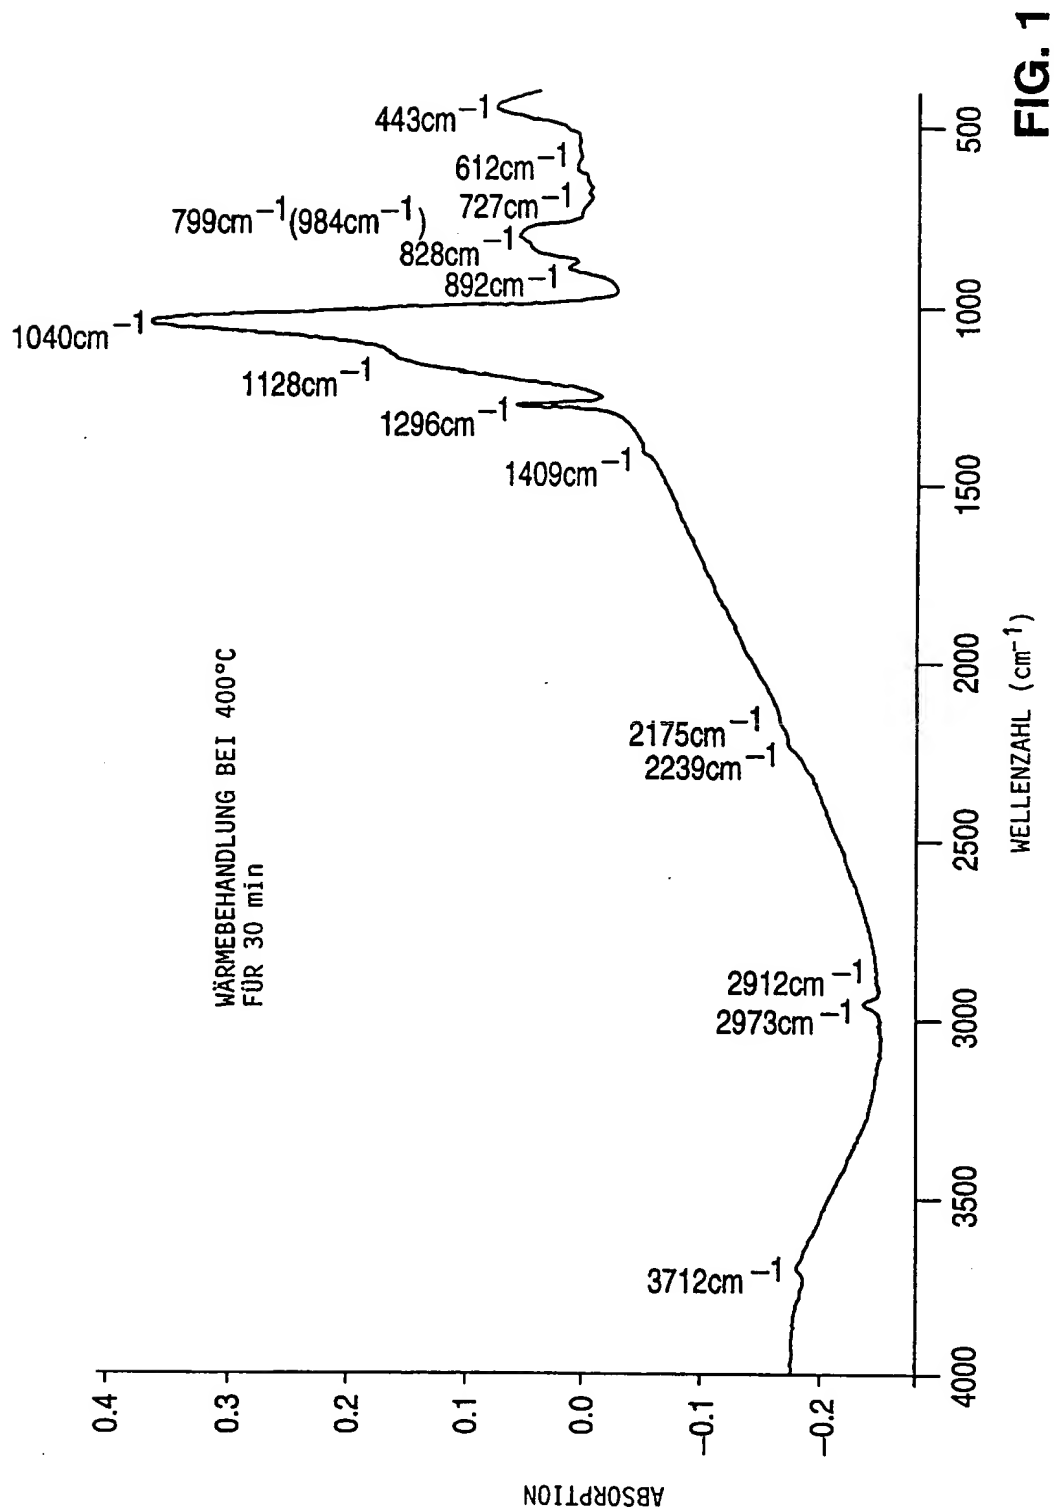 WÄRMEBEHANDLUNG BEI 400°C
FÜR 30 min
ABSORPTION
0.4
0.3
0.2
0.1
0.0
−0.1
−0.2
3712cm−1
2973cm−1
2912cm−1
2239cm−1
2175cm−1
1409cm−1
1296cm−1
1128cm−1
1040cm−1
892cm−1
828cm−1
799cm−1(984cm−1)
727cm−1
612cm−1
443cm−1
4000
3500
3000
2500
2000
1500
1000
500
WELLENZAHL (cm−1)
FIG. 1